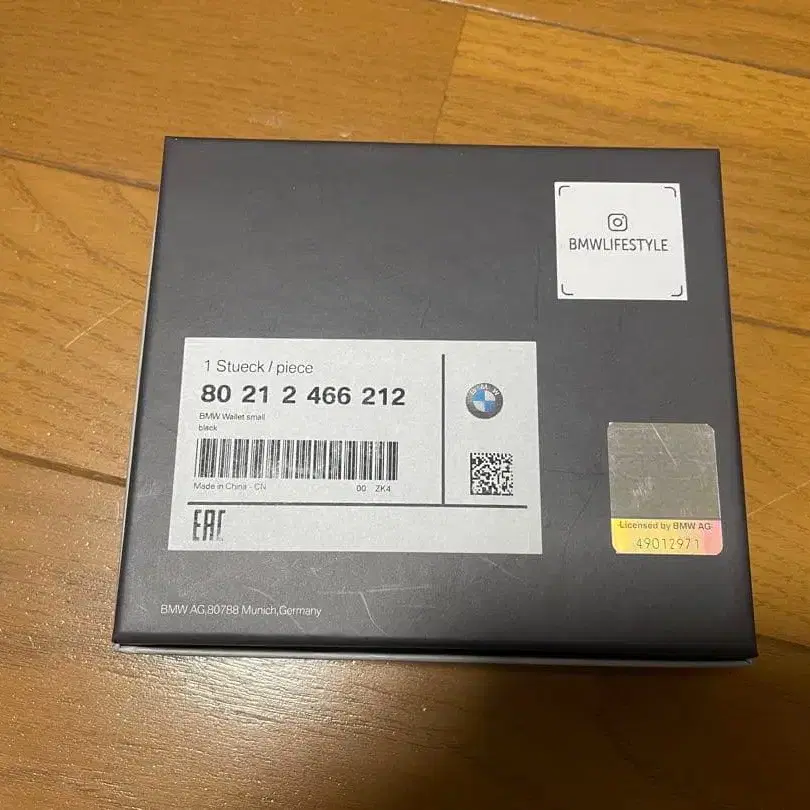 BMWLIFESTYLE
1 Stueck / piece
80 21 2 466 212
BMW Wallet small
black
Made in China - CN 00 ZK4
EAC
BMW
Licensed by BMW AG
49012971
BMW AG,80788 Munich,Germany